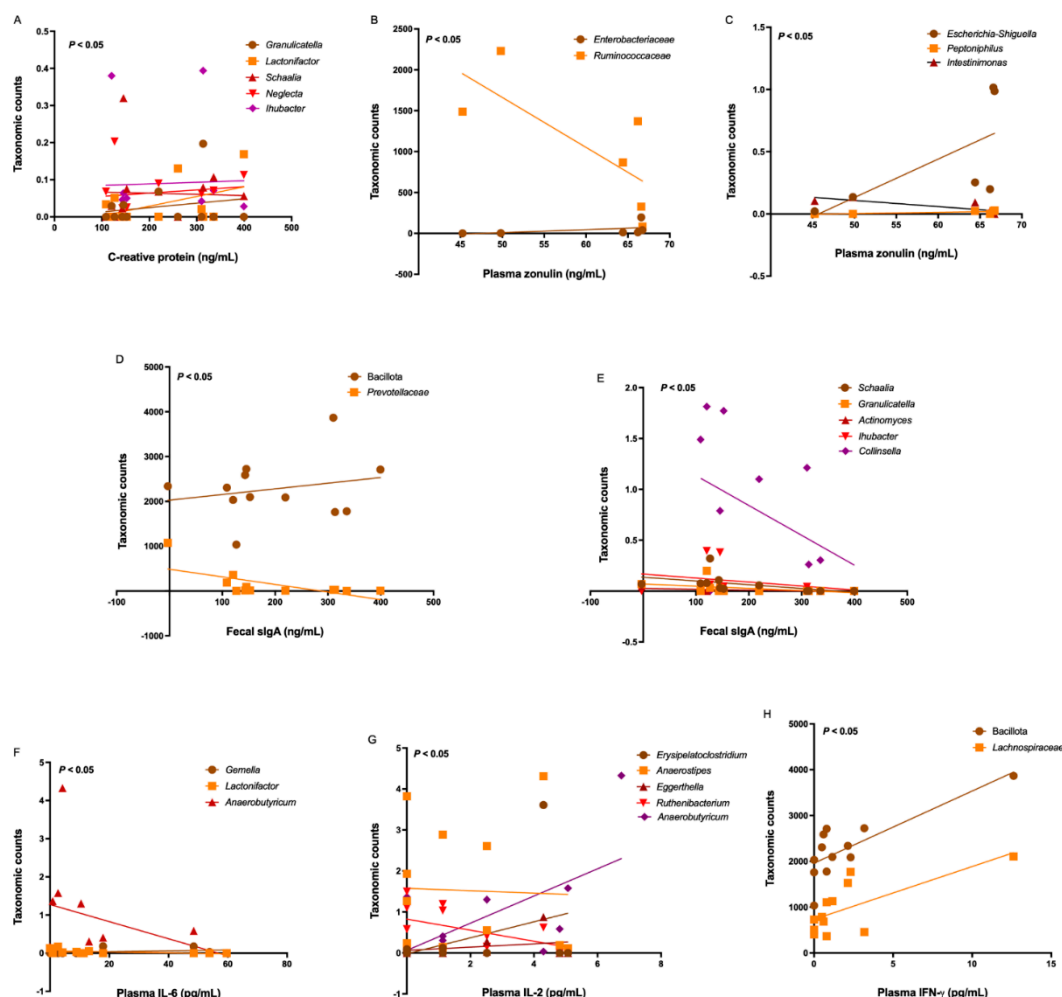 A
P < 0.05
Granulicatella
Lactonifactor
Schaalia
Neglecta
Ihubacter
Taxonomic counts
0.5
0.4
0.3
0.2
0.1
0.0
0 100 200 300 400 500
C-reative protein (ng/mL)
B
P < 0.05
Enterobacteriaceae
Ruminococcaceae
Taxonomic counts
2500
2000
1500
1000
500
0
-500
45 50 55 60 65 70
Plasma zonulin (ng/mL)
C
P < 0.05
Escherichia-Shiguella
Peptoniphilus
Intestinimonas
Taxonomic counts
1.5
1.0
0.5
0.0
-0.5
45 50 55 60 65 70
Plasma zonulin (ng/mL)
D
P < 0.05
Bacillota
Prevotellaceae
Taxonomic counts
5000
4000
3000
2000
1000
-1000
-100 100 200 300 400 500
Fecal sIgA (ng/mL)
E
P < 0.05
Schaalia
Granulicatella
Actinomyces
Ihubacter
Collinsella
Taxonomic counts
2.0
1.5
1.0
0.5
-0.5
-100 100 200 300 400 500
Fecal sIgA (ng/mL)
F
P < 0.05
Gemella
Lactonifactor
Anaerobutyricum
Taxonomic counts
5
4
3
2
1
0
-1
20 40 60 80
Plasma IL-6 (pg/mL)
G
P < 0.05
Erysipelatoclostridium
Anaerostipes
Eggerthella
Ruthenibacterium
Anaerobutyricum
Taxonomic counts
5
4
3
2
1
0
-1
2 4 6 8
Plasma IL-2 (pg/mL)
H
P < 0.05
Bacillota
Lachnospiraceae
Taxonomic counts
5000
4000
3000
2000
1000
0
0 5 10 15
Plasma IFN-γ (pg/mL)